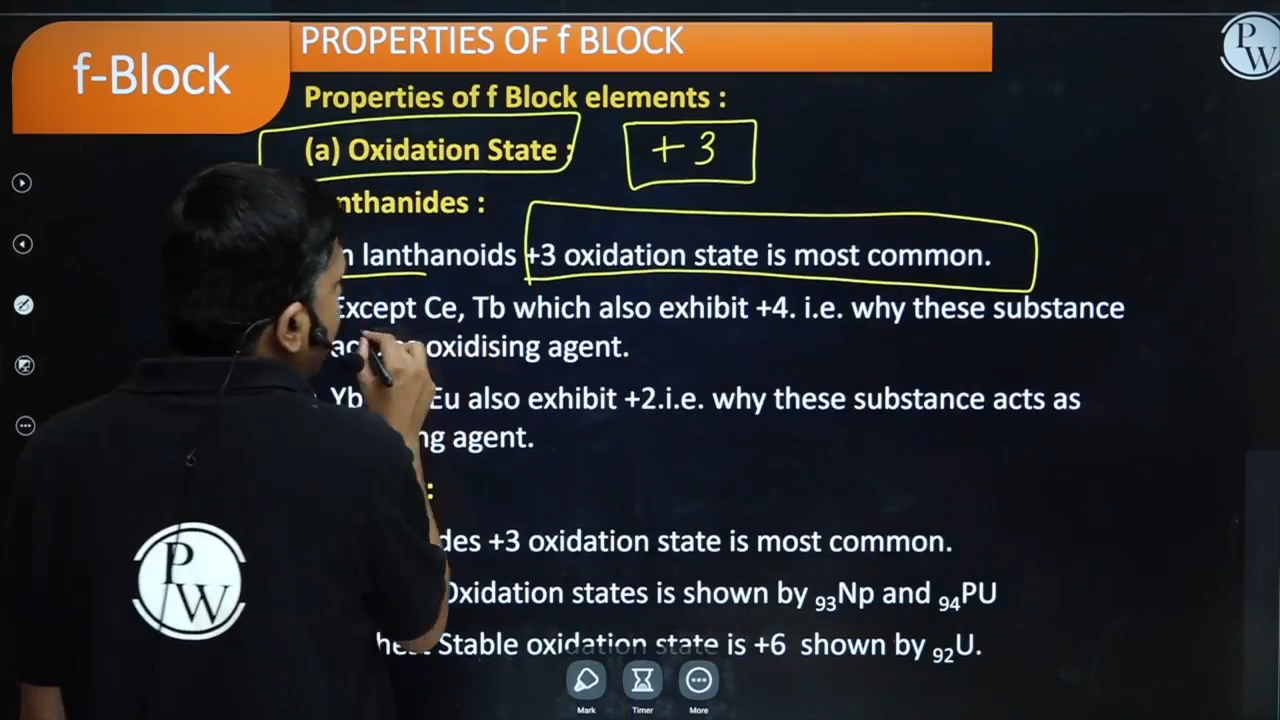 f-Block
PROPERTIES OF f BLOCK
P
W
Properties of f Block elements :
(a) Oxidation State :
+3
nthanides :
lanthanoids +3 oxidation state is most common.
Except Ce, Tb which also exhibit +4. i.e. why these substance
oxidising agent.
Yb Eu also exhibit +2.i.e. why these substance acts as
ng agent.
:
des +3 oxidation state is most common.
Oxidation states is shown by 93Np and 94PU
Stable oxidation state is +6 shown by 92U.
P
W
Mark
Timer
More